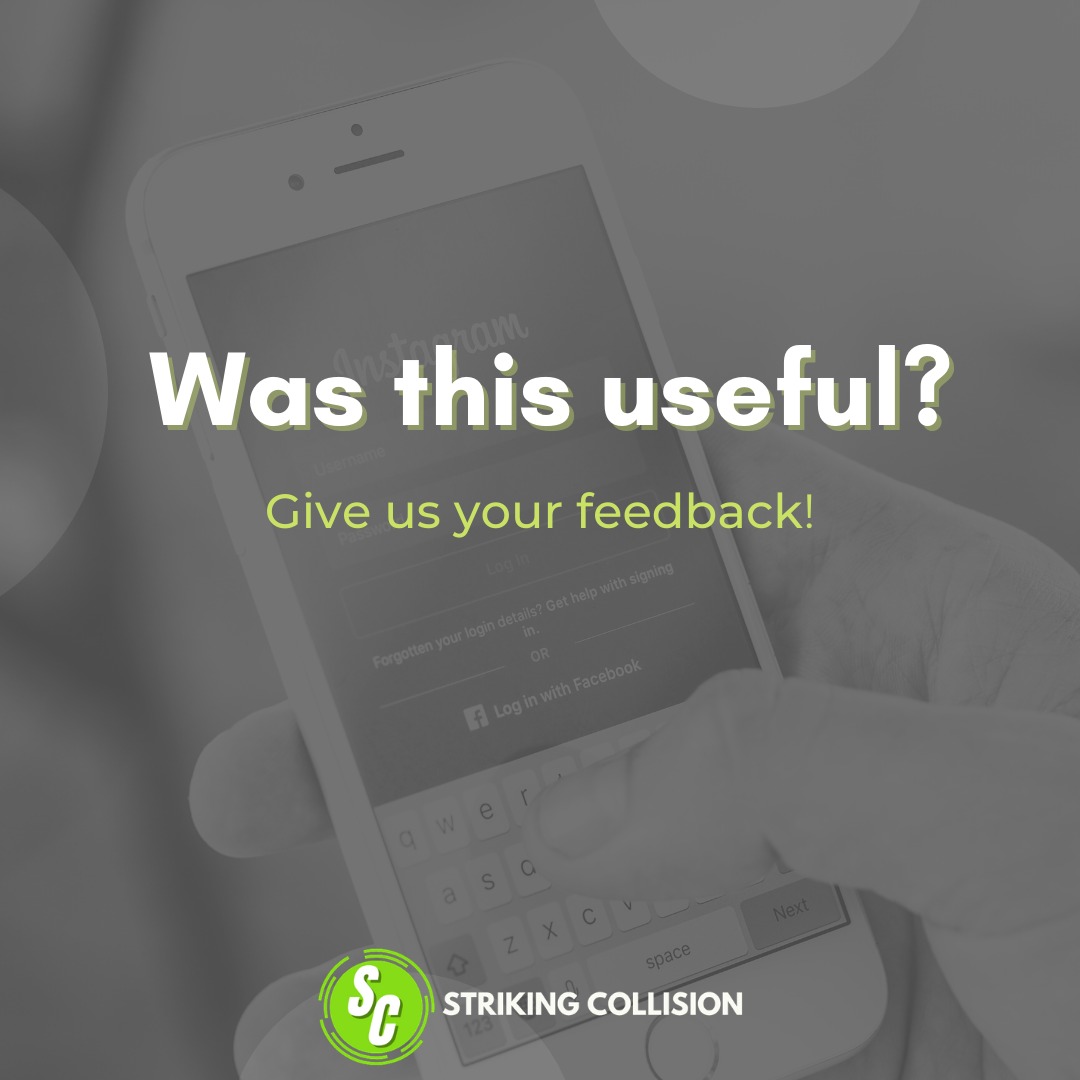 Instagram
Was this useful?
Username
Give us your feedback!
Password
Log in
Forgotten your login details? Get help with signing
in.
OR
Log in with Facebook
q w e r
a s d
z x c v
space
Next
123
SC
STRIKING COLLISION